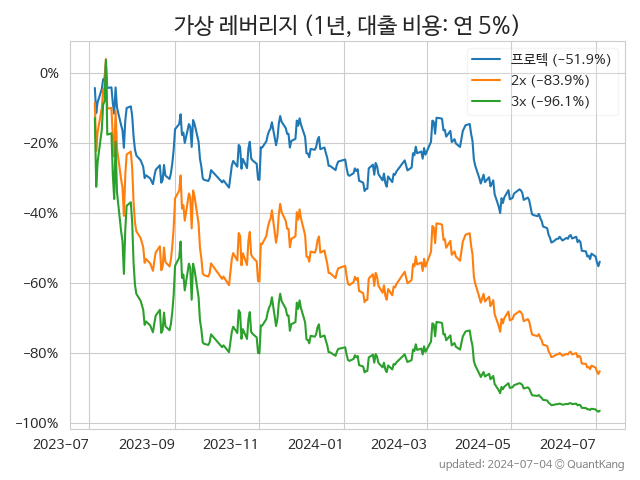 가상 레버리지 (1년, 대출 비용: 연 5%)
프로텍 (−51.9%)
2x (−83.9%)
3x (−96.1%)
0%
−20%
−40%
−60%
−80%
−100%
2023-07 2023-09 2023-11 2024-01 2024-03 2024-05 2024-07
updated: 2024-07-04 © QuantKang